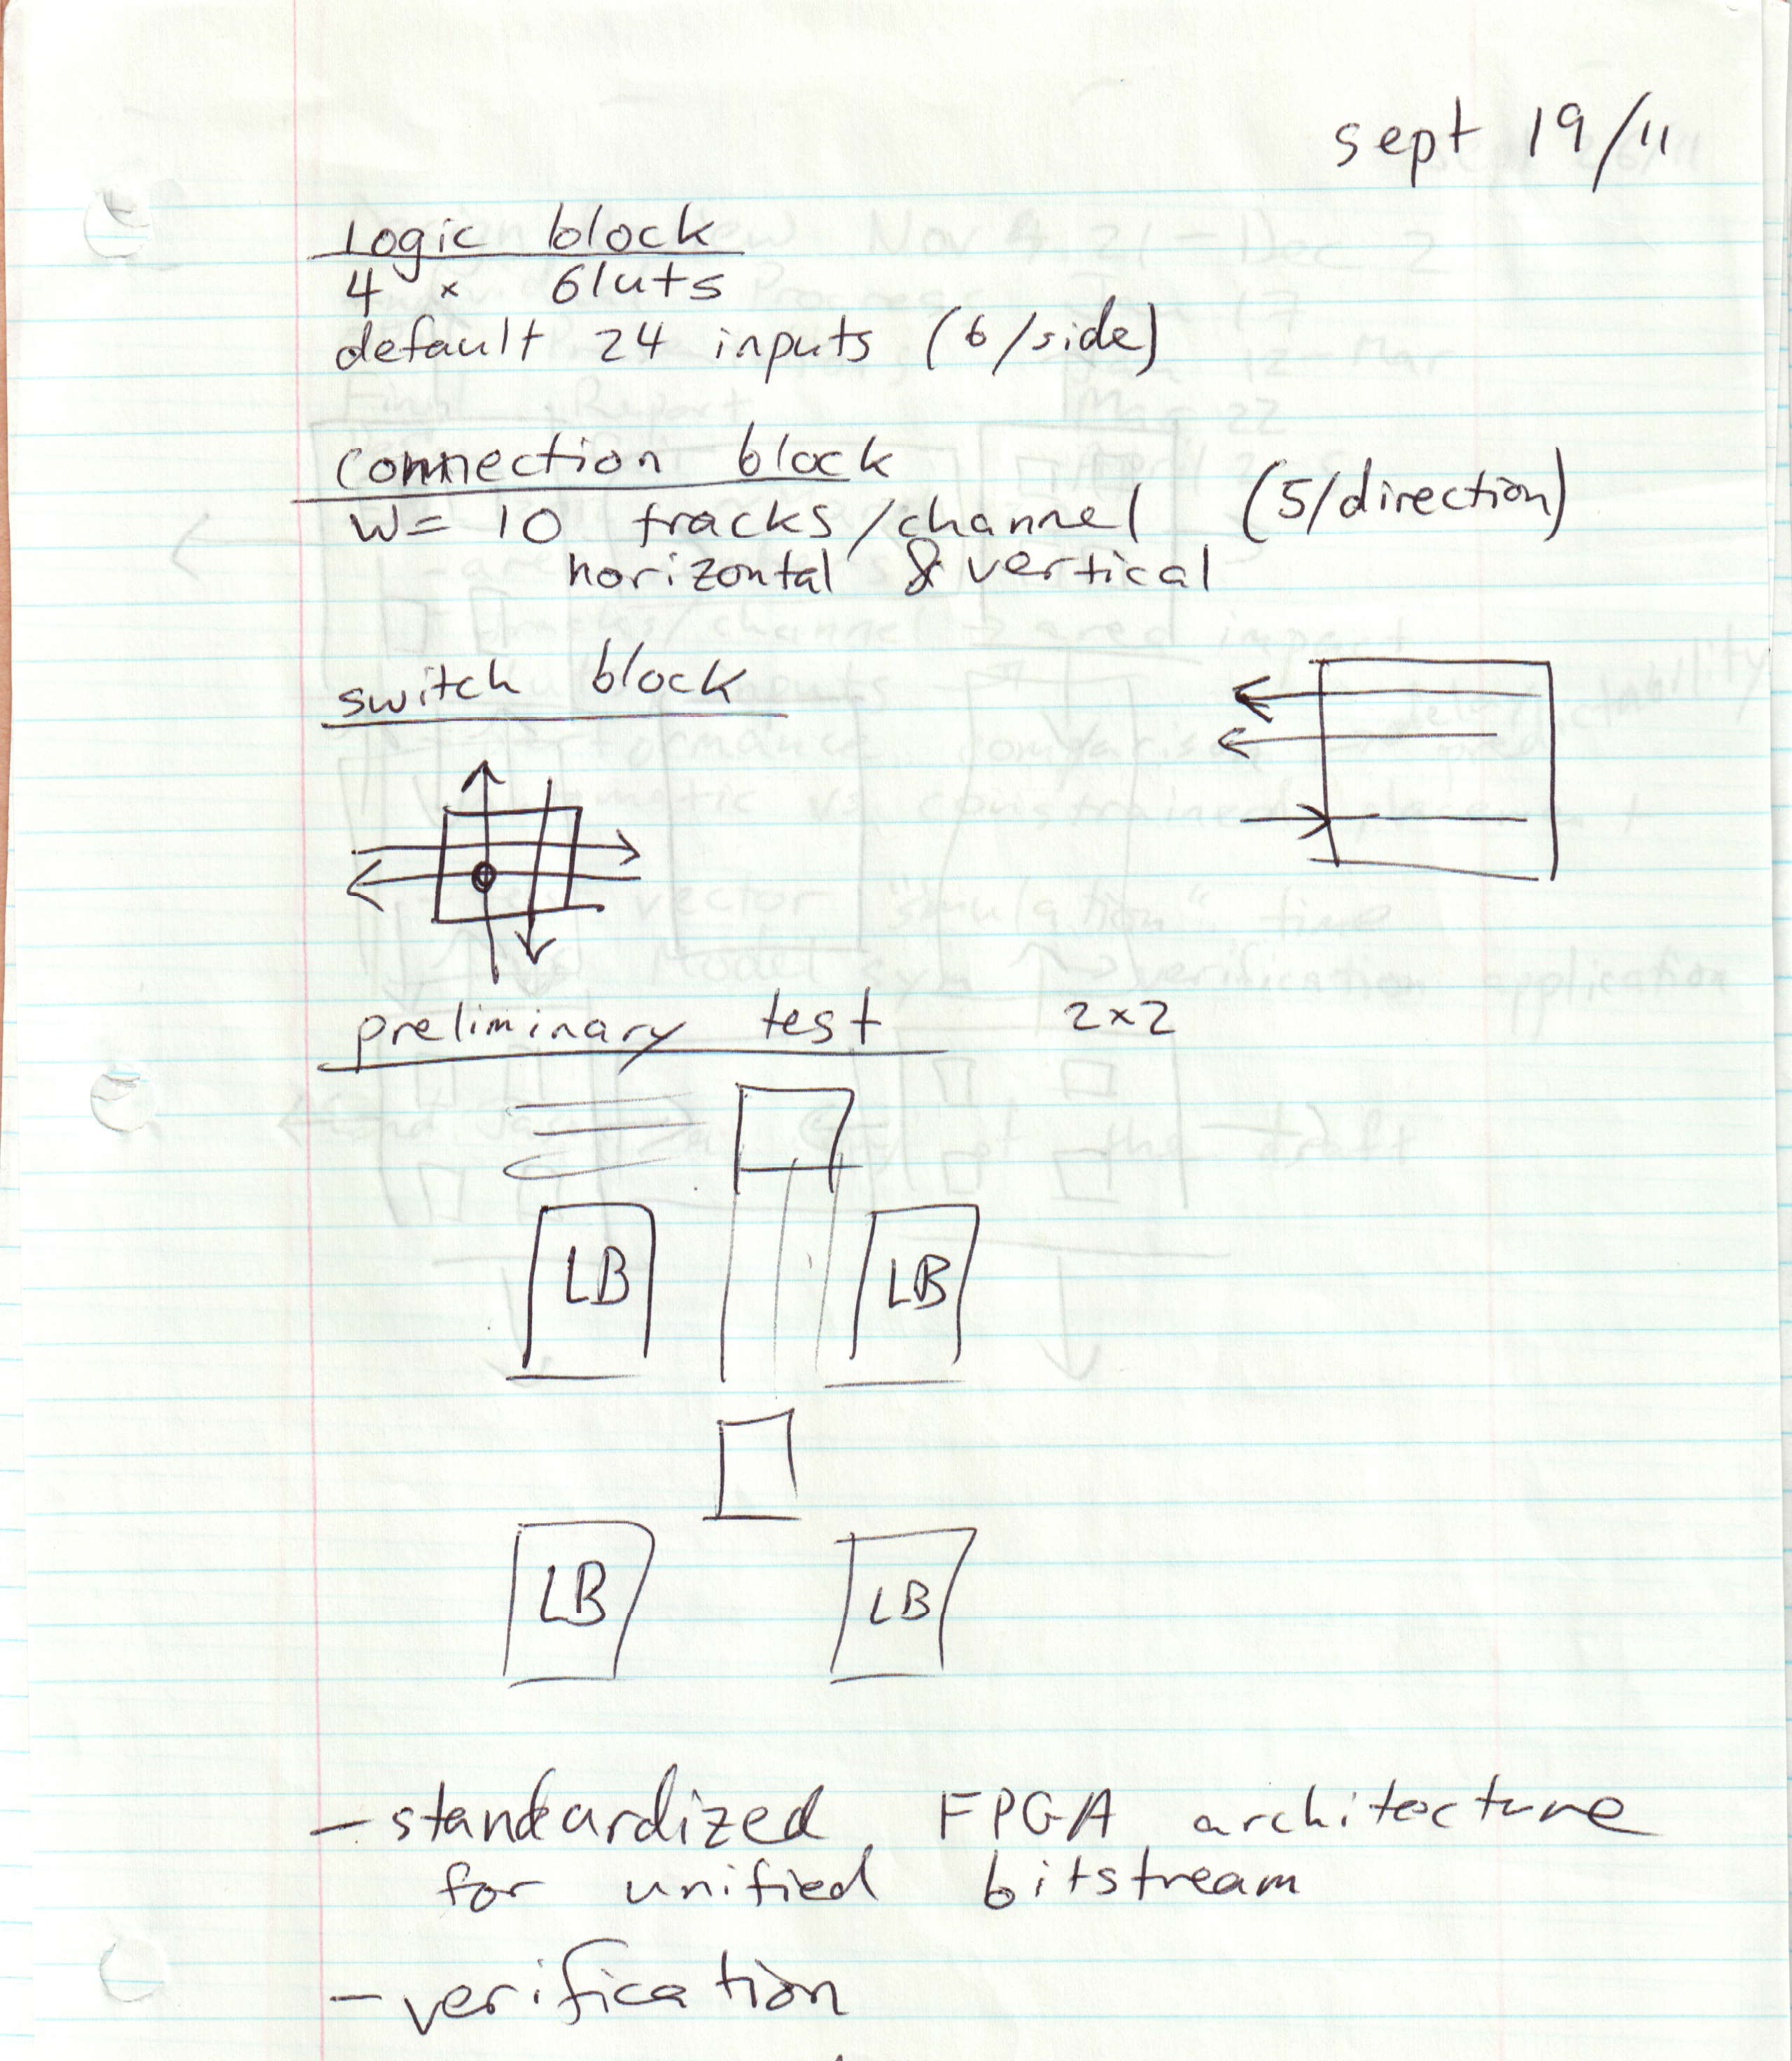 sept 19/11
Logic block
4 x 6luts
default 24 inputs (6/side)
connection block
W= 10 tracks/channel (5/direction)
horizontal & vertical
switch block
preliminary test 2x2
LB LB
LB LB
- standardized FPGA architecture
for unified bitstream
- verification